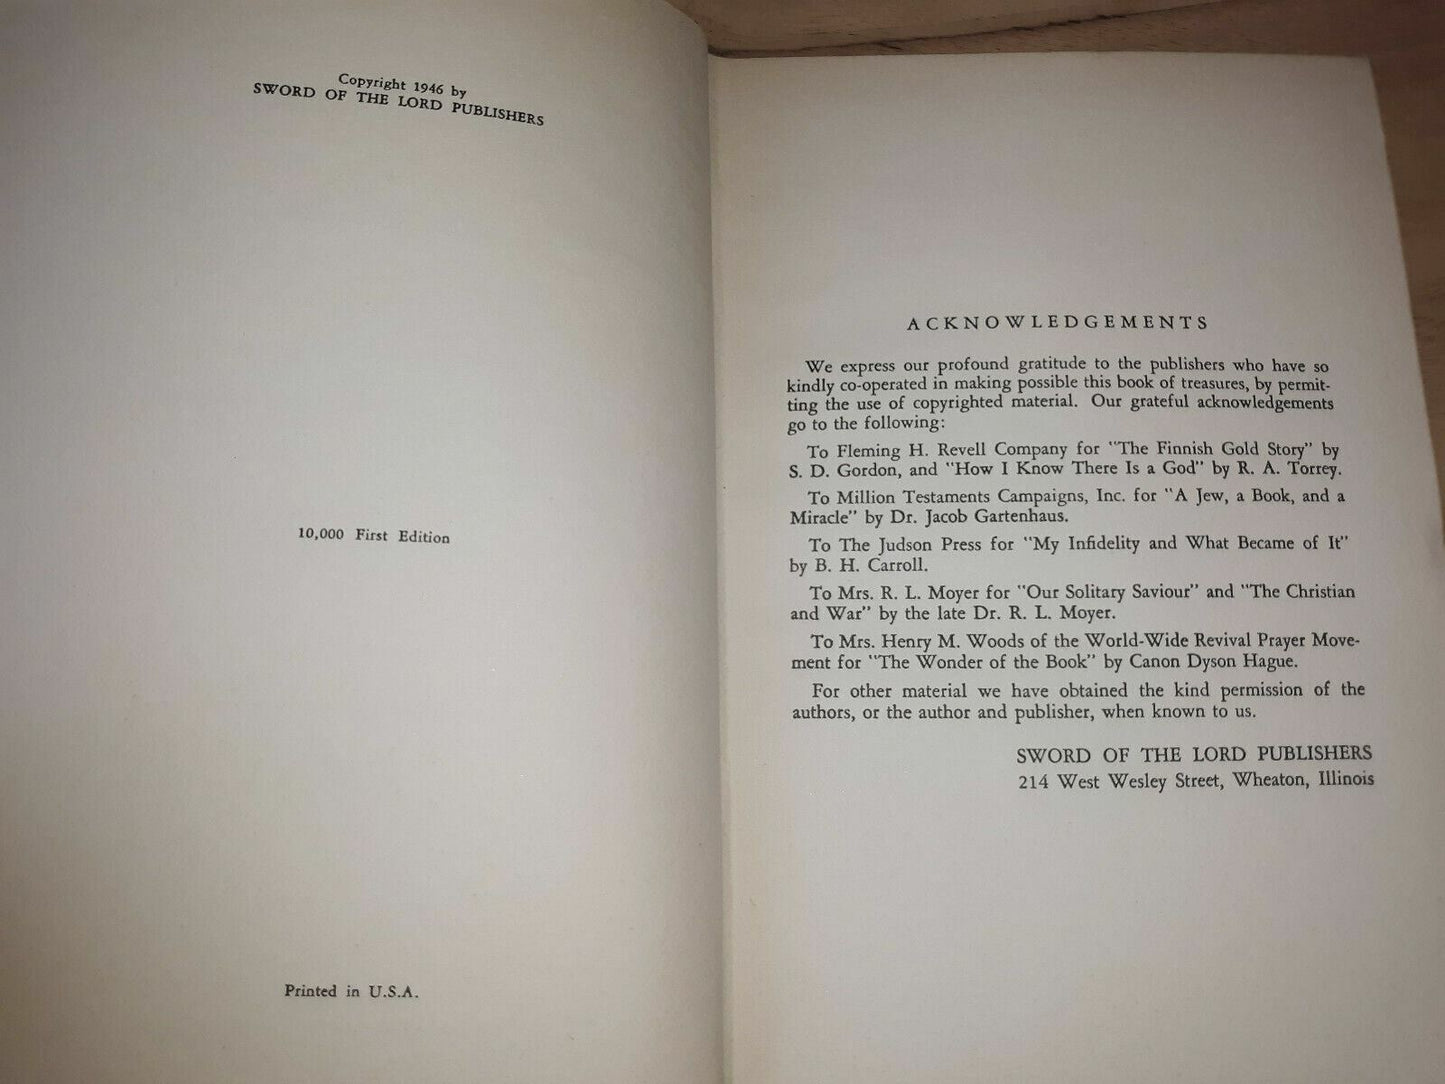 Copyright 1946 by
SWORD OF THE LORD PUBLISHERS
10,000 First Edition
Printed in U.S.A.
ACKNOWLEDGEMENTS
We express our profound gratitude to the publishers who have so
kindly co-operated in making possible this book of treasures, by permit-
ting the use of copyrighted material. Our grateful acknowledgements
go to the following:
To Fleming H. Revell Company for "The Finnish Gold Story" by
S. D. Gordon, and "How I Know There Is a God" by R. A. Torrey.
To Million Testaments Campaigns, Inc. for "A Jew, a Book, and a
Miracle" by Dr. Jacob Gartenhaus.
To The Judson Press for "My Infidelity and What Became of It"
by B. H. Carroll.
To Mrs. R. L. Moyer for "Our Solitary Saviour" and "The Christian
and War" by the late Dr. R. L. Moyer.
To Mrs. Henry M. Woods of the World-Wide Revival Prayer Move-
ment for "The Wonder of the Book" by Canon Dyson Hague.
For other material we have obtained the kind permission of the
authors, or the author and publisher, when known to us.
SWORD OF THE LORD PUBLISHERS
214 West Wesley Street, Wheaton, Illinois